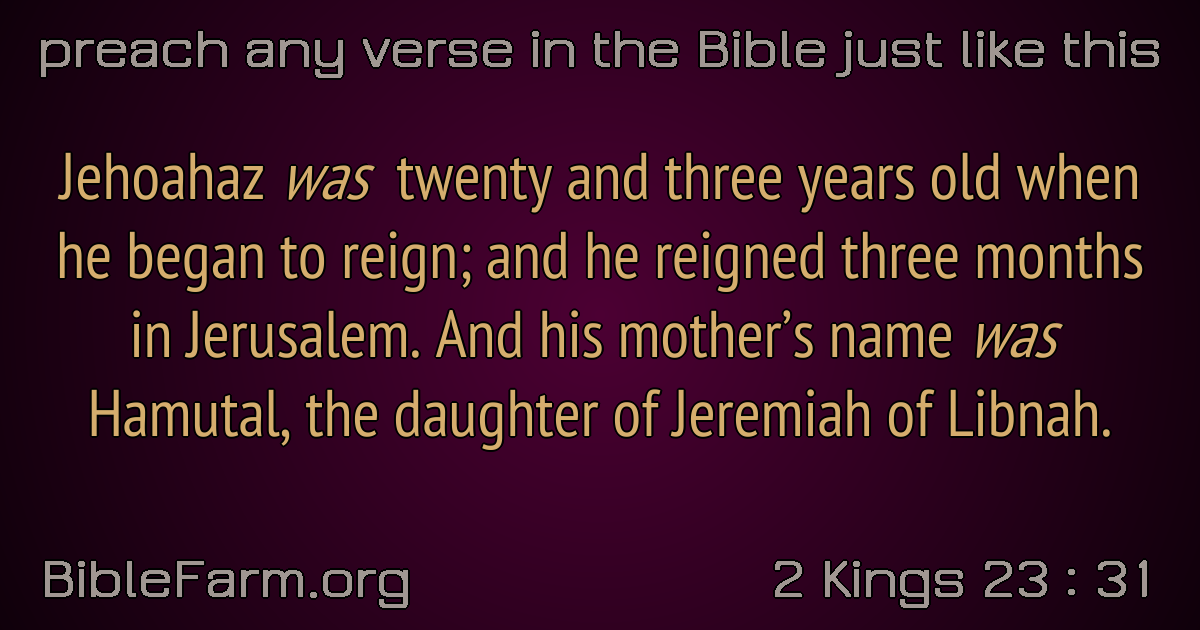 preach any verse in the Bible just like this
Jehoahaz was twenty and three years old when
he began to reign; and he reigned three months
in Jerusalem. And his mother’s name was
Hamutal, the daughter of Jeremiah of Libnah.
BibleFarm.org
2 Kings 23 : 31